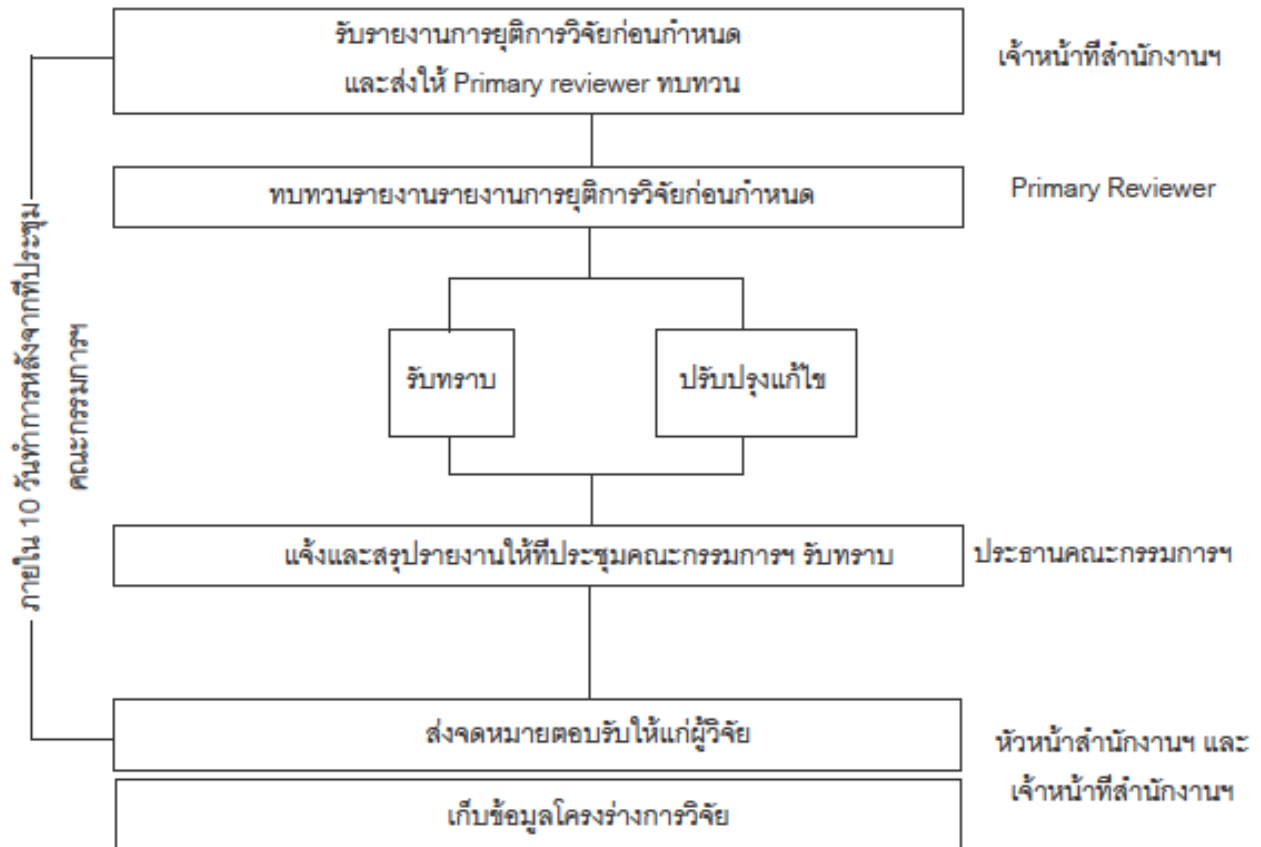 รับรายงานการยุติการวิจัยก่อนกำหนด
และส่งให้ Primary reviewer ทบทวน
เจ้าหน้าที่สำนักงานฯ
ทบทวนรายงานรายงานการยุติการวิจัยก่อนกำหนด
Primary Reviewer
ภายใน 10 วันทำการหลังจากที่ประชุม
คณะกรรมการฯ
รับทราบ
ปรับปรุงแก้ไข
แจ้งและสรุปรายงานให้ที่ประชุมคณะกรรมการฯ รับทราบ
ประธานคณะกรรมการฯ
ส่งจดหมายตอบรับให้แก่ผู้วิจัย
หัวหน้าสำนักงานฯ และ
เจ้าหน้าที่สำนักงานฯ
เก็บข้อมูลโครงร่างการวิจัย